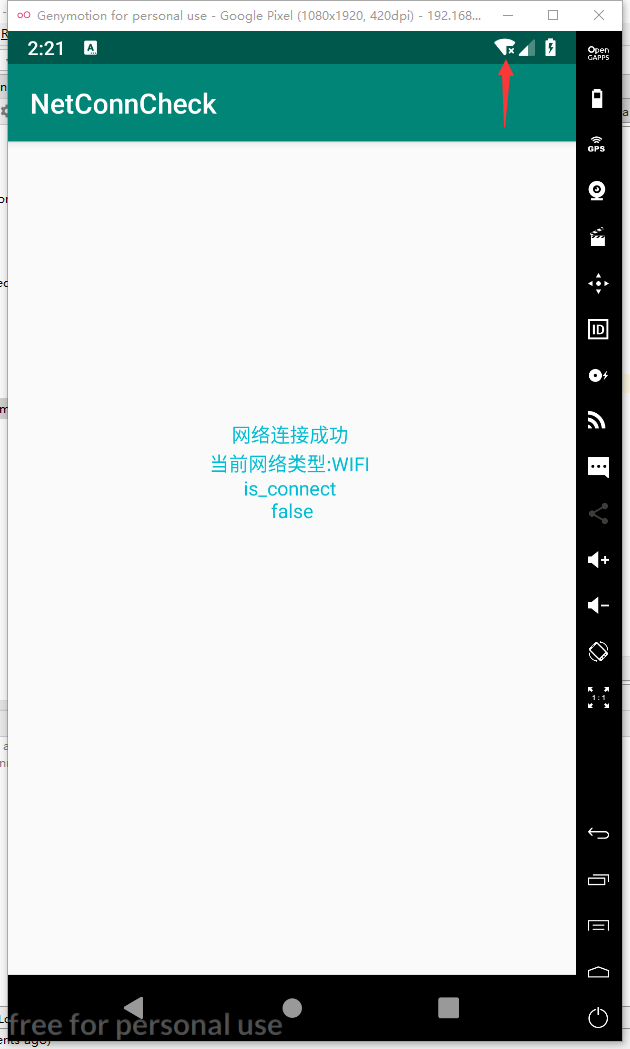 Genymotion for personal use - Google Pixel (1080x1920, 420dpi) - 192.168...
2:21
A
Open
GAPPS
NetConnCheck
GPS
ID
网络连接成功
当前网络类型:WIFI
is_connect
false
1:1
free for personal use
ents ago)